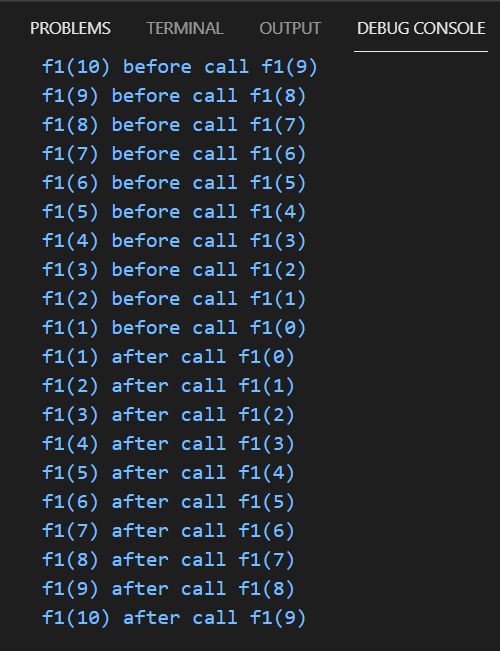 PROBLEMS TERMINAL OUTPUT DEBUG CONSOLE
f1(10) before call f1(9)
f1(9) before call f1(8)
f1(8) before call f1(7)
f1(7) before call f1(6)
f1(6) before call f1(5)
f1(5) before call f1(4)
f1(4) before call f1(3)
f1(3) before call f1(2)
f1(2) before call f1(1)
f1(1) before call f1(0)
f1(1) after call f1(0)
f1(2) after call f1(1)
f1(3) after call f1(2)
f1(4) after call f1(3)
f1(5) after call f1(4)
f1(6) after call f1(5)
f1(7) after call f1(6)
f1(8) after call f1(7)
f1(9) after call f1(8)
f1(10) after call f1(9)